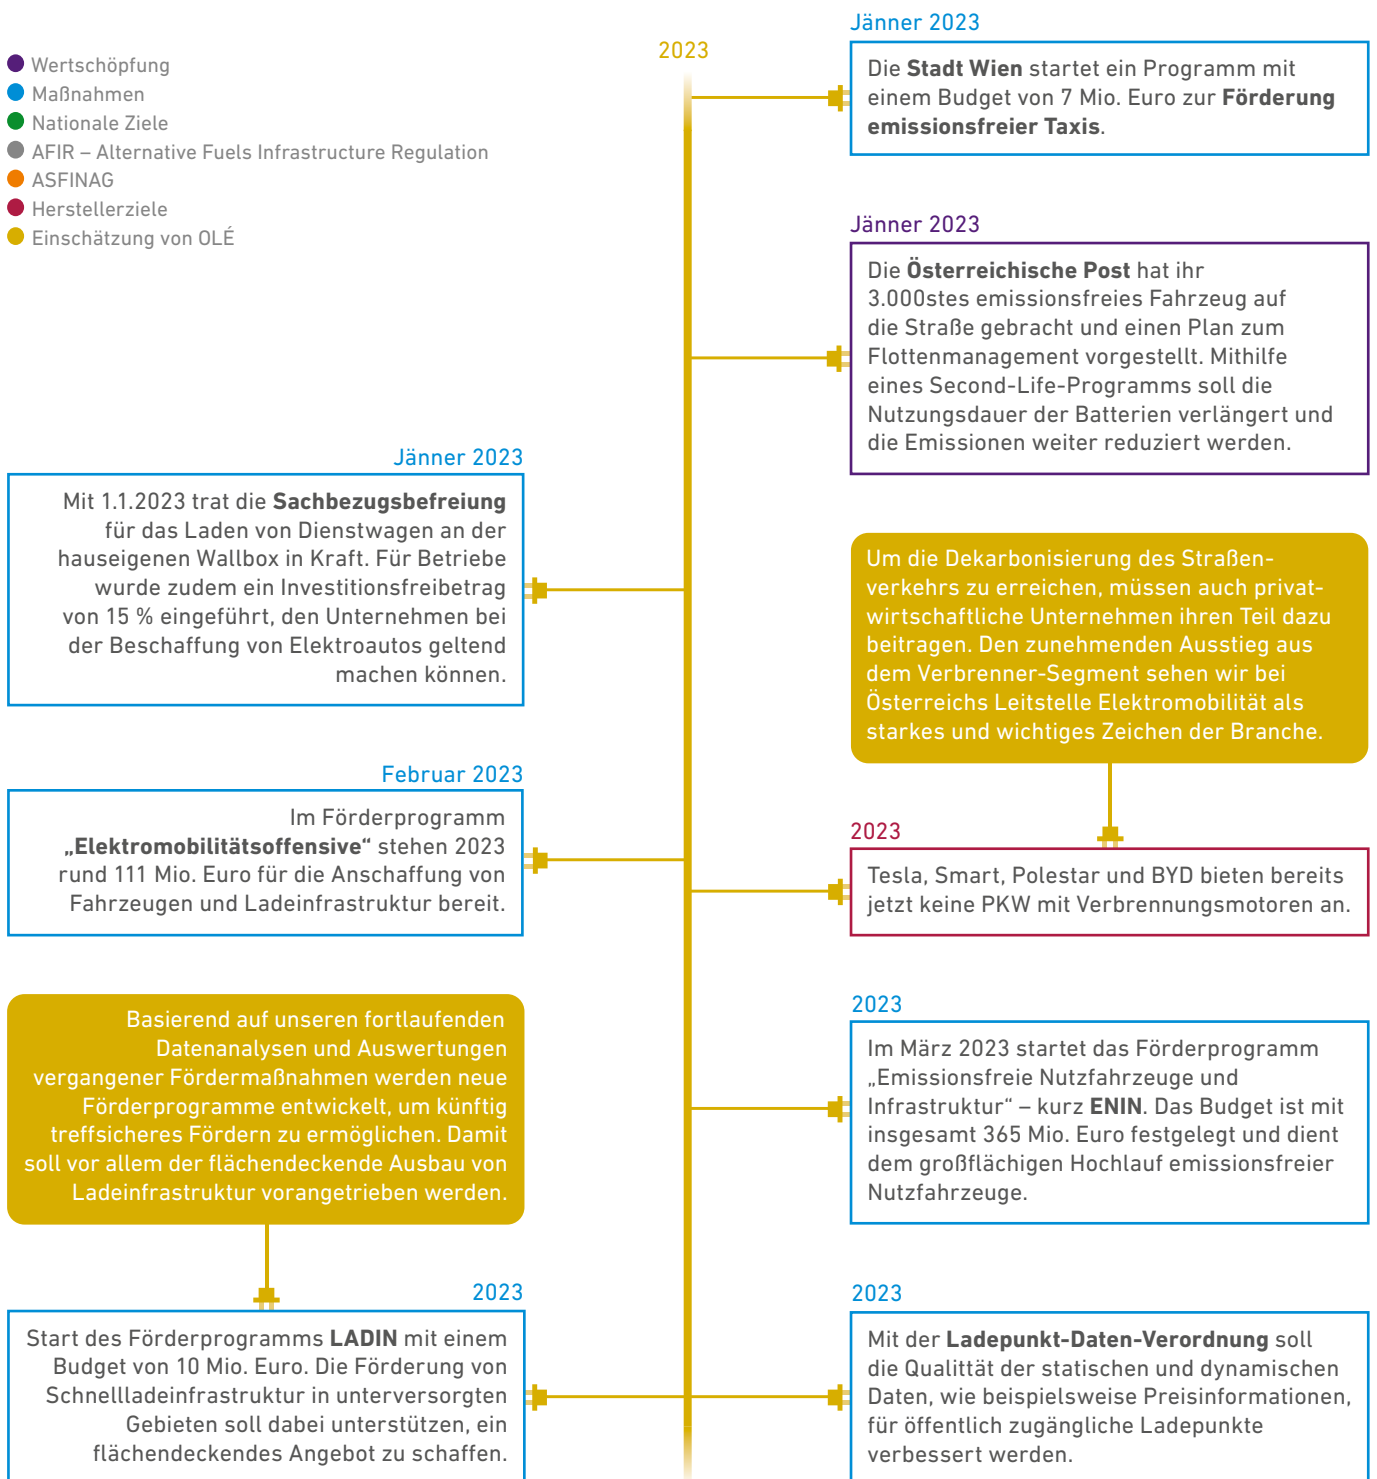 Wertschöpfung
Maßnahmen
Nationale Ziele
AFIR – Alternative Fuels Infrastructure Regulation
ASFINAG
Herstellerziele
Einschätzung von OLÉ
2023
Jänner 2023
Die Stadt Wien startet ein Programm mit
einem Budget von 7 Mio. Euro zur Förderung
emissionsfreier Taxis.
Jänner 2023
Die Österreichische Post hat ihr
3.000stes emissionsfreies Fahrzeug auf
die Straße gebracht und einen Plan zum
Flottenmanagement vorgestellt. Mithilfe
eines Second-Life-Programms soll die
Nutzungsdauer der Batterien verlängert und
die Emissionen weiter reduziert werden.
Jänner 2023
Mit 1.1.2023 trat die Sachbezugsbefreiung
für das Laden von Dienstwagen an der
hauseigenen Wallbox in Kraft. Für Betriebe
wurde zudem ein Investitionsfreibetrag
von 15 % eingeführt, den Unternehmen bei
der Beschaffung von Elektroautos geltend
machen können.
Um die Dekarbonisierung des Straßen-
verkehrs zu erreichen, müssen auch privat-
wirtschaftliche Unternehmen ihren Teil dazu
beitragen. Den zunehmenden Ausstieg aus
dem Verbrenner-Segment sehen wir bei
Österreichs Leitstelle Elektromobilität als
starkes und wichtiges Zeichen der Branche.
Februar 2023
Im Förderprogramm
„Elektromobilitätsoffensive“ stehen 2023
rund 111 Mio. Euro für die Anschaffung von
Fahrzeugen und Ladeinfrastruktur bereit.
2023
Tesla, Smart, Polestar und BYD bieten bereits
jetzt keine PKW mit Verbrennungsmotoren an.
Basierend auf unseren fortlaufenden
Datenanalysen und Auswertungen
vergangener Fördermaßnahmen werden neue
Förderprogramme entwickelt, um künftig
treffsicheres Fördern zu ermöglichen. Damit
soll vor allem der flächendeckende Ausbau von
Ladeinfrastruktur vorangetrieben werden.
2023
Im März 2023 startet das Förderprogramm
„Emissionsfreie Nutzfahrzeuge und
Infrastruktur“ – kurz ENIN. Das Budget ist mit
insgesamt 365 Mio. Euro festgelegt und dient
dem großflächigen Hochlauf emissionsfreier
Nutzfahrzeuge.
2023
Start des Förderprogramms LADIN mit einem
Budget von 10 Mio. Euro. Die Förderung von
Schnellladeinfrastruktur in unterversorgten
Gebieten soll dabei unterstützen, ein
flächendeckendes Angebot zu schaffen.
2023
Mit der Ladepunkt-Daten-Verordnung soll
die Qualittät der statischen und dynamischen
Daten, wie beispielsweise Preisinformationen,
für öffentlich zugängliche Ladepunkte
verbessert werden.